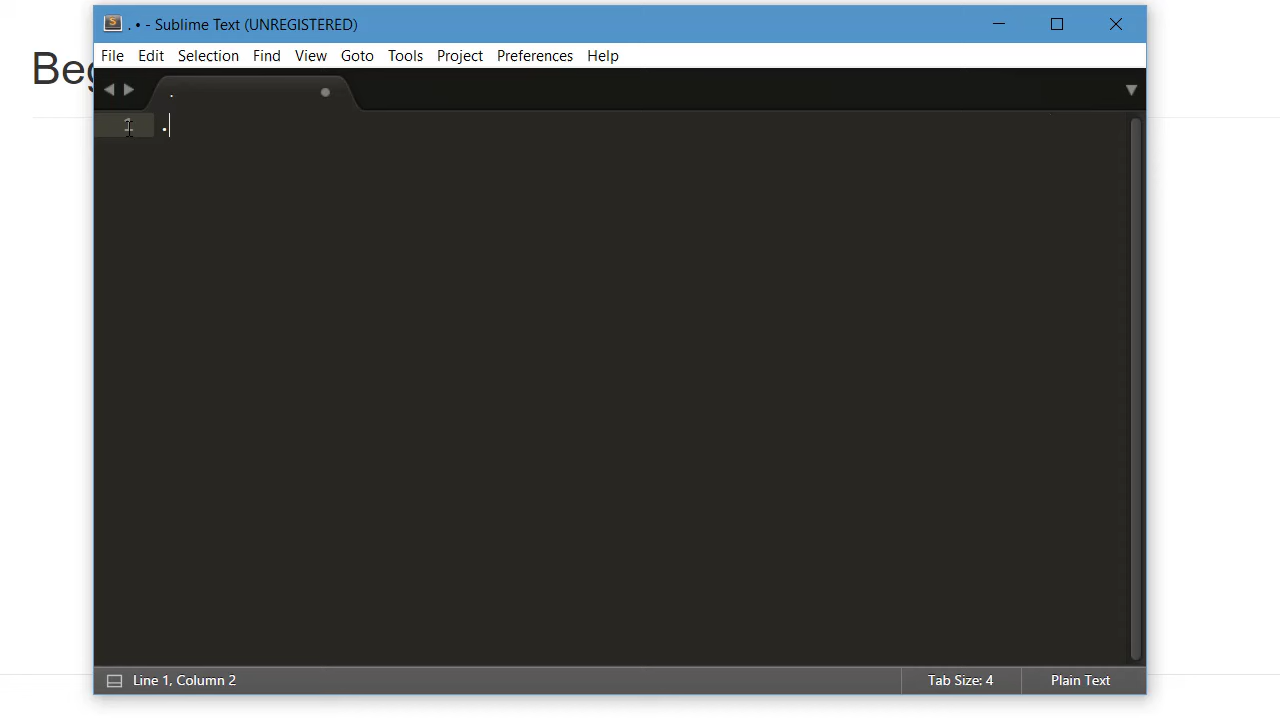 . • - Sublime Text (UNREGISTERED)
File Edit Selection Find View Goto Tools Project Preferences Help
Beg
.
1 .
Line 1, Column 2 Tab Size: 4 Plain Text